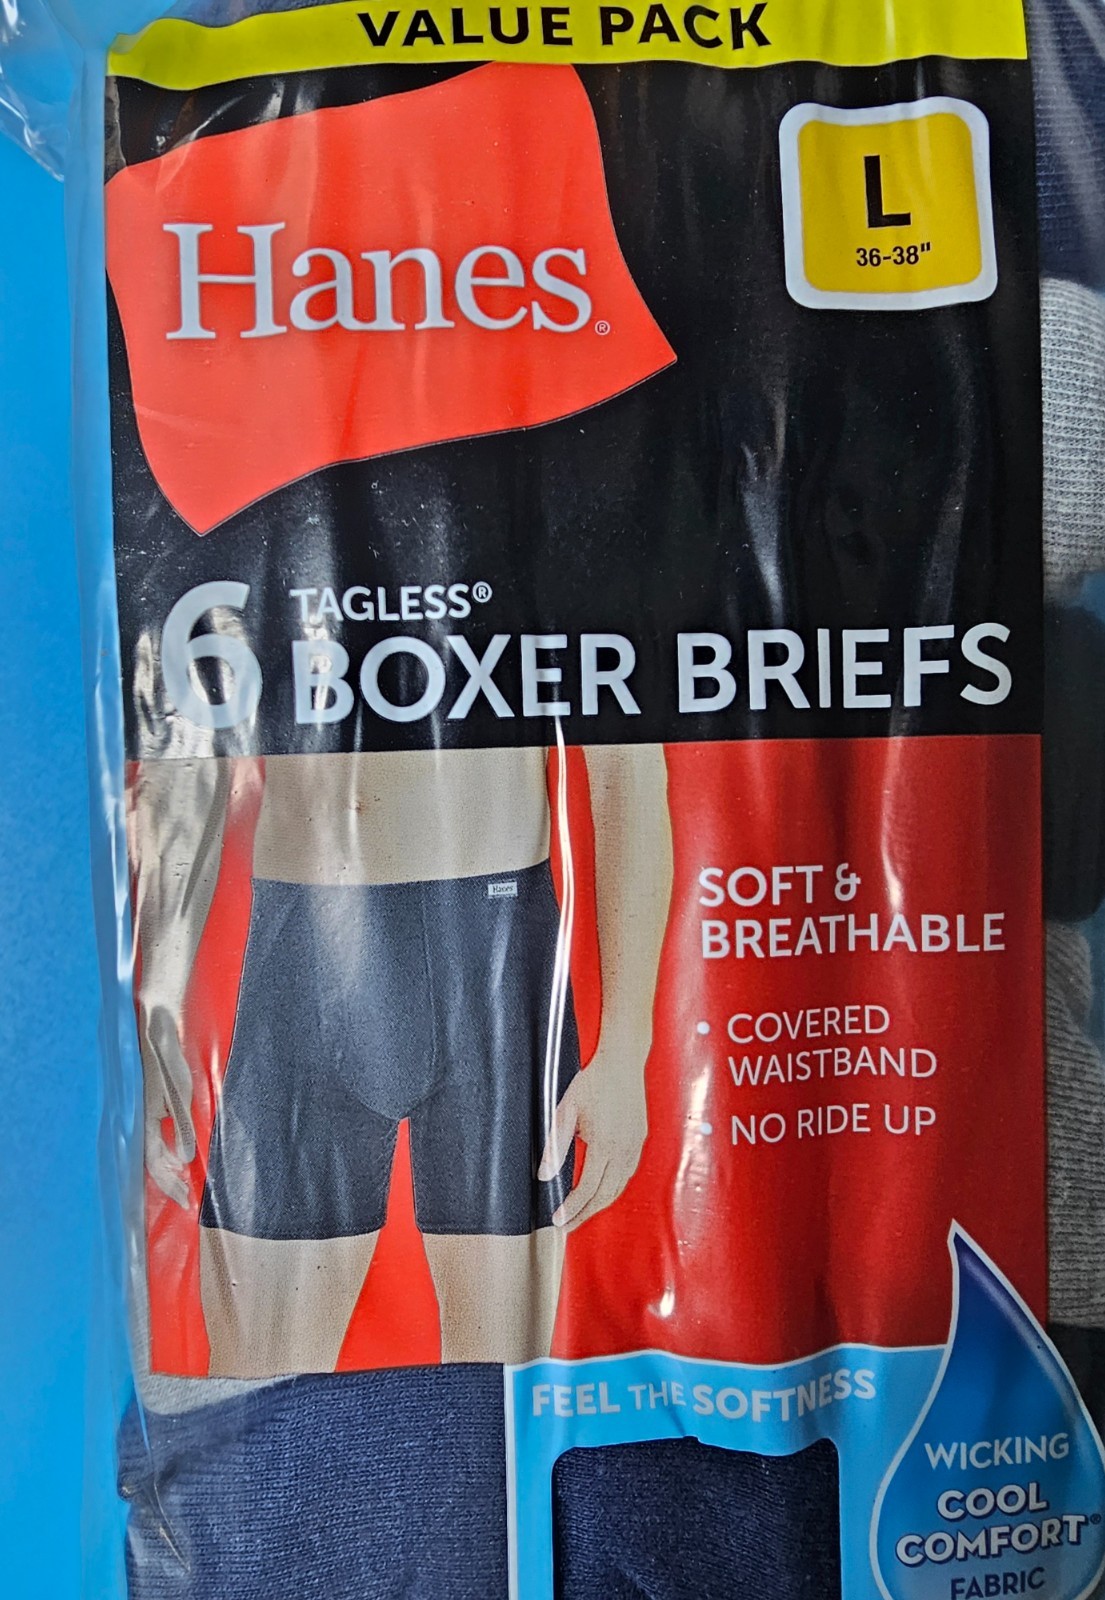 VALUE PACK
Hanes®
L
36-38"
6 TAGLESS®
BOXER BRIEFS
Hanes
SOFT &
BREATHABLE
• COVERED
WAISTBAND
• NO RIDE UP
FEEL THE SOFTNESS
WICKING
COOL
COMFORT®
FABRIC